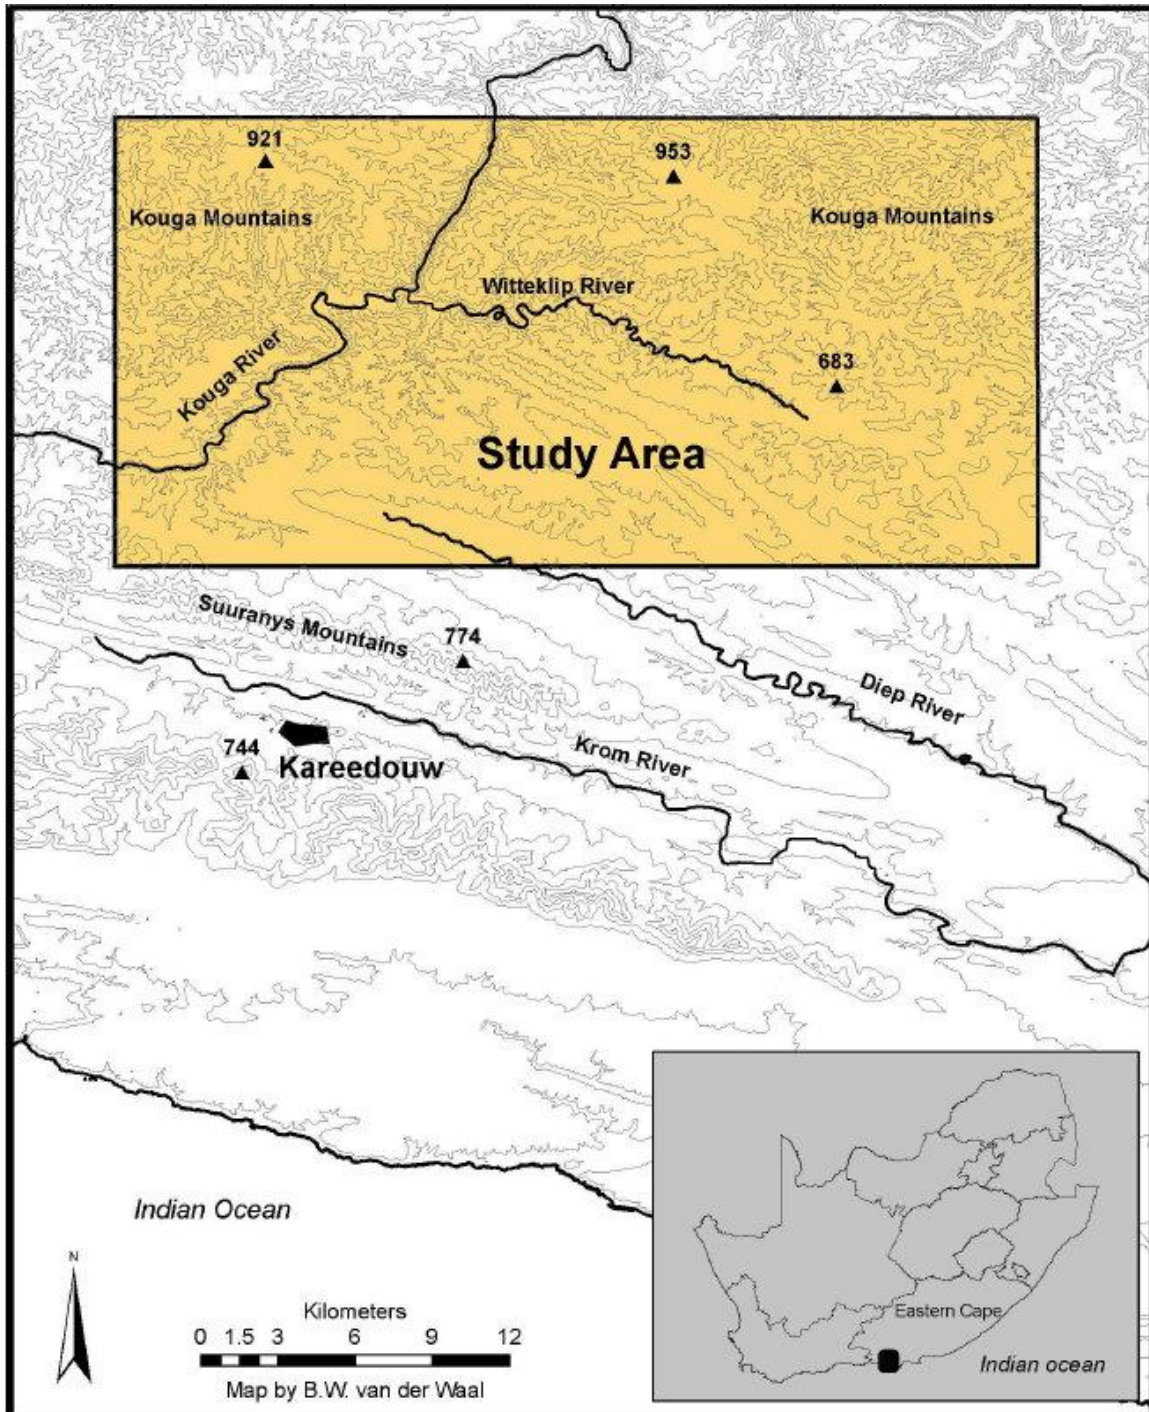 921
953
Kouga Mountains
Kouga Mountains
Witteklip River
Kouga River
683
Study Area
Suuranys Mountains
774
Diep River
744
Krom River
Kareedouw
Indian Ocean
N
Kilometers
0 1.5 3 6 9 12
Map by B.W. van der Waal
Eastern Cape
Indian ocean